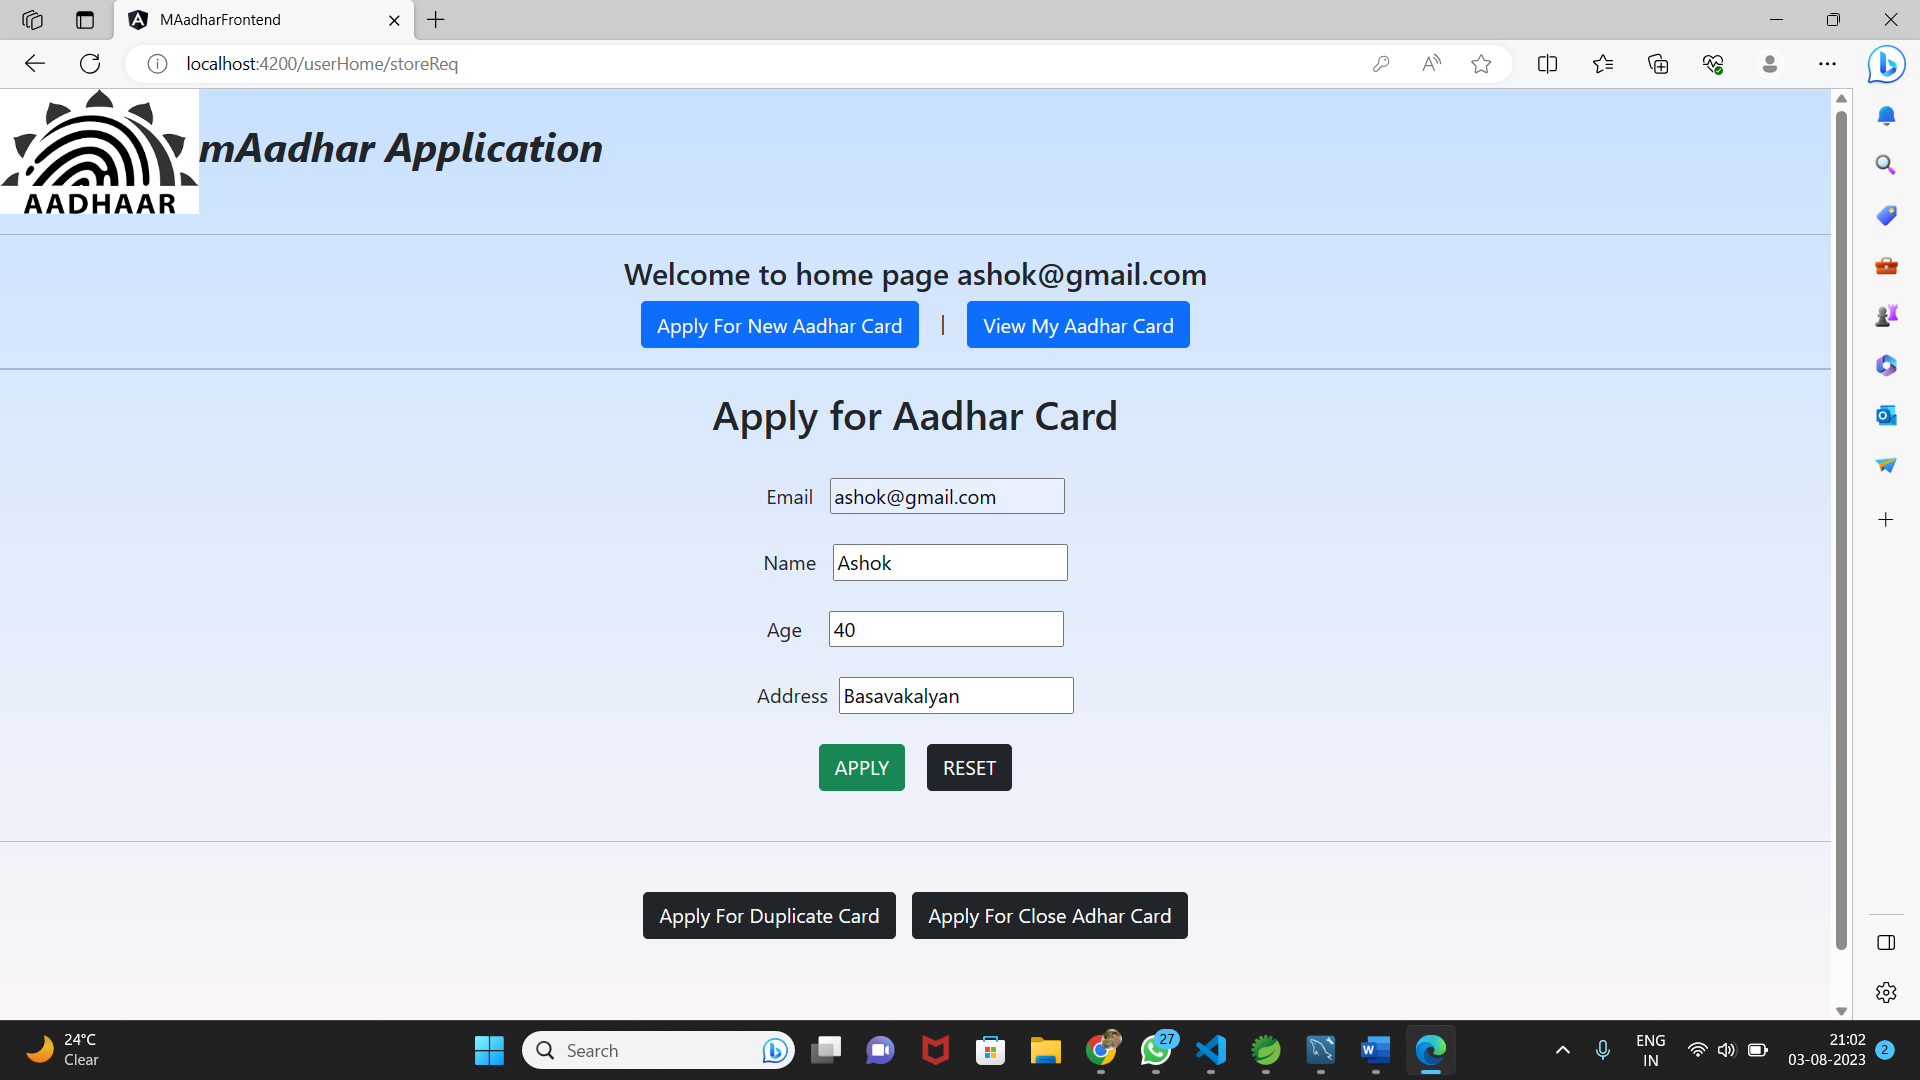 MAadharFrontend
localhost:4200/userHome/storeReq
AADHAAR
mAadhar Application
Welcome to home page ashok@gmail.com
Apply For New Aadhar Card | View My Aadhar Card
Apply for Aadhar Card
Email ashok@gmail.com
Name Ashok
Age 40
Address Basavakalyan
APPLY RESET
Apply For Duplicate Card Apply For Close Adhar Card
24°C
Clear
Search
27
ENG
IN
21:02
03-08-2023
2